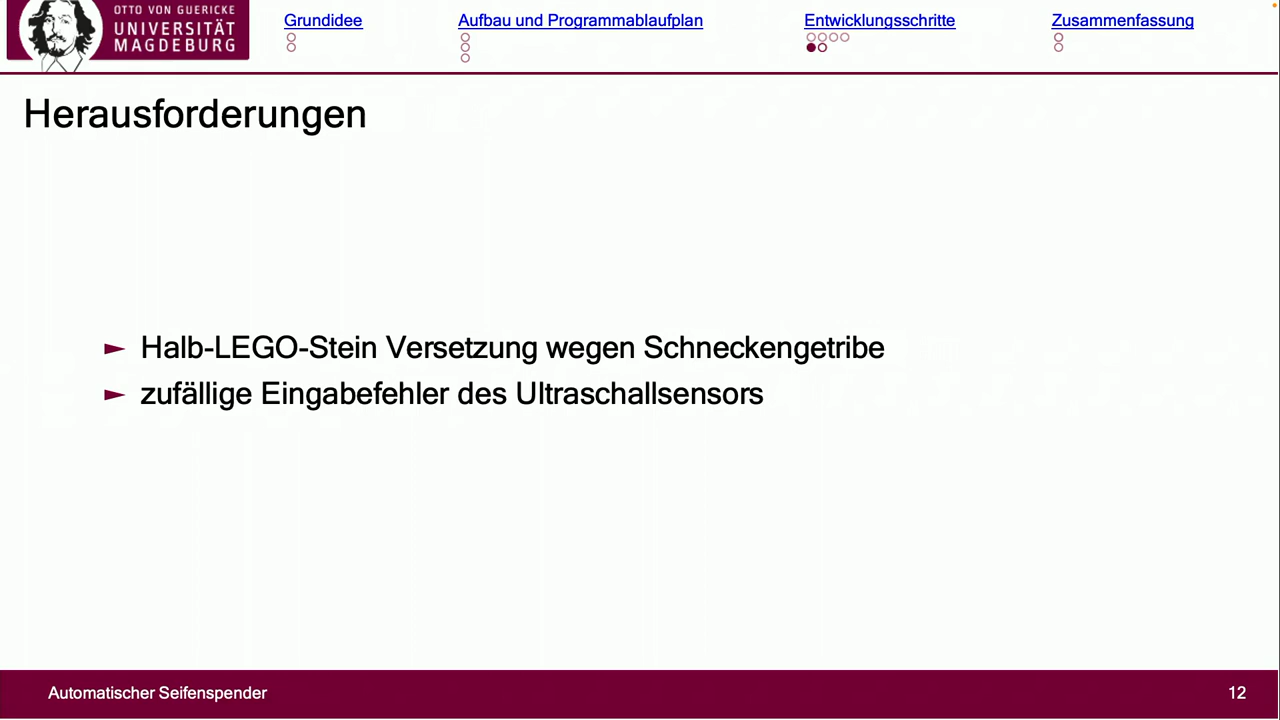 OTTO VON GUERICKE
UNIVERSITÄT
MAGDEBURG
Grundidee
Aufbau und Programmablaufplan
Entwicklungsschritte
Zusammenfassung
Herausforderungen
Halb-LEGO-Stein Versetzung wegen Schneckengetribe
zufällige Eingabefehler des Ultraschallsensors
Automatischer Seifenspender
12